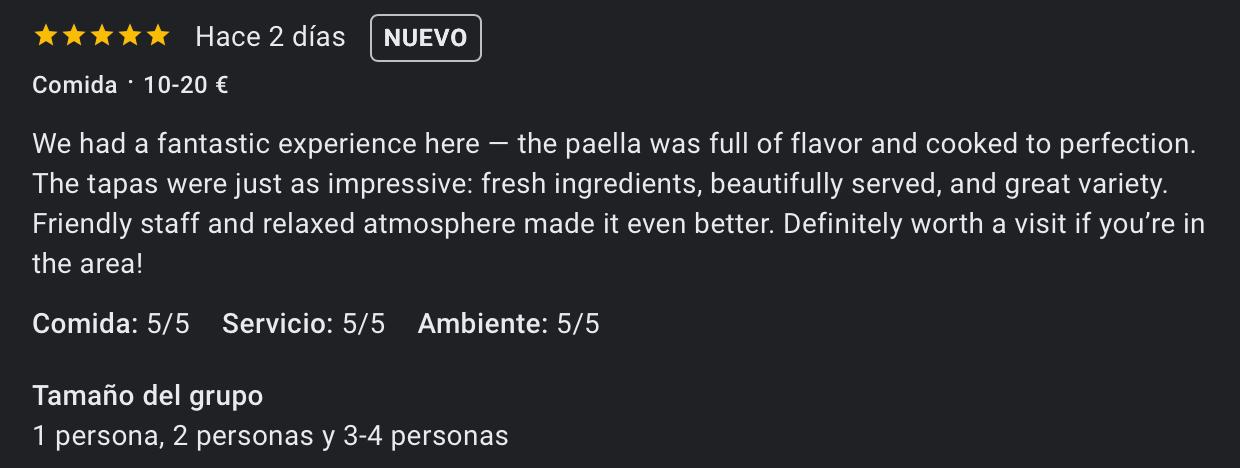 ★★★★★ Hace 2 días NUEVO
Comida · 10-20 €
We had a fantastic experience here — the paella was full of flavor and cooked to perfection.
The tapas were just as impressive: fresh ingredients, beautifully served, and great variety.
Friendly staff and relaxed atmosphere made it even better. Definitely worth a visit if you’re in
the area!
Comida: 5/5 Servicio: 5/5 Ambiente: 5/5
Tamaño del grupo
1 persona, 2 personas y 3-4 personas